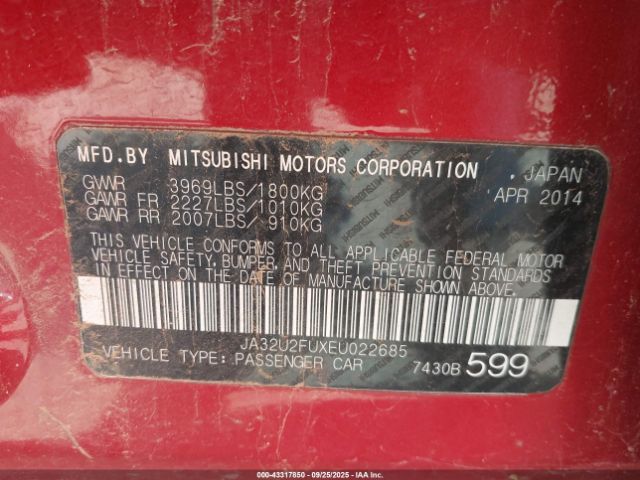 MFD.BY MITSUBISHI MOTORS CORPORATION , JAPAN
GVWR 3969LBS/1800KG APR 2014
GAWR FR 2227LBS/1010KG
GAWR RR 2007LBS/ 910KG
THIS VEHICLE CONFORMS TO ALL APPLICABLE FEDERAL MOTOR
VEHICLE SAFETY,BUMPER,AND THEFT PREVENTION STANDARDS
IN EFFECT ON THE DATE OF MANUFACTURE SHOWN ABOVE.
JA32U2FUXEU022685
VEHICLE TYPE: PASSENGER CAR 7430B 599
000-43317850 - 09/25/2025 - IAAI.COM